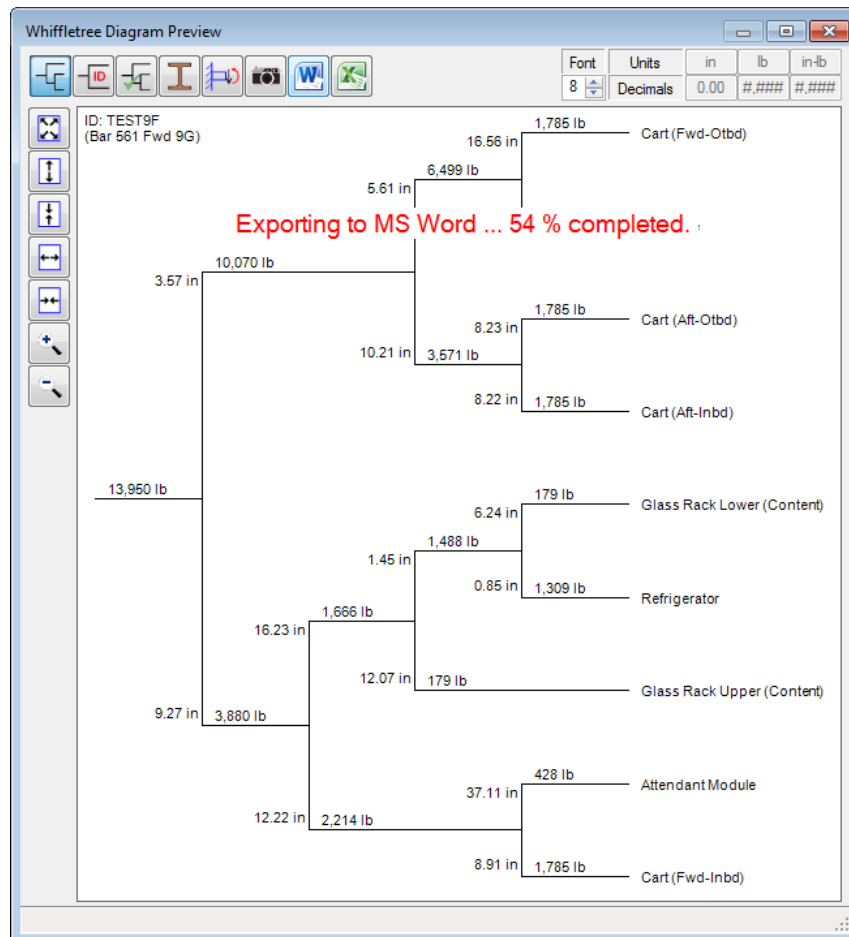 Whiffletree Diagram Preview
ID
W
X
Font Units in lb in-lb
8 Decimals 0.00 #,### #,###
ID: TEST9F
(Bar 561 Fwd 9G)
1,785 lb
16.56 in
Cart (Fwd-Otbd)
6,499 lb
5.61 in
Exporting to MS Word ... 54 % completed.
10,070 lb
3.57 in
1,785 lb
8.23 in
Cart (Aft-Otbd)
10.21 in
3,571 lb
8.22 in
1,785 lb
Cart (Aft-Inbd)
13,950 lb
179 lb
6.24 in
Glass Rack Lower (Content)
1,488 lb
1.45 in
0.85 in
1,309 lb
Refrigerator
1,666 lb
16.23 in
12.07 in
179 lb
Glass Rack Upper (Content)
9.27 in
3,880 lb
428 lb
37.11 in
Attendant Module
12.22 in
2,214 lb
8.91 in
1,785 lb
Cart (Fwd-Inbd)